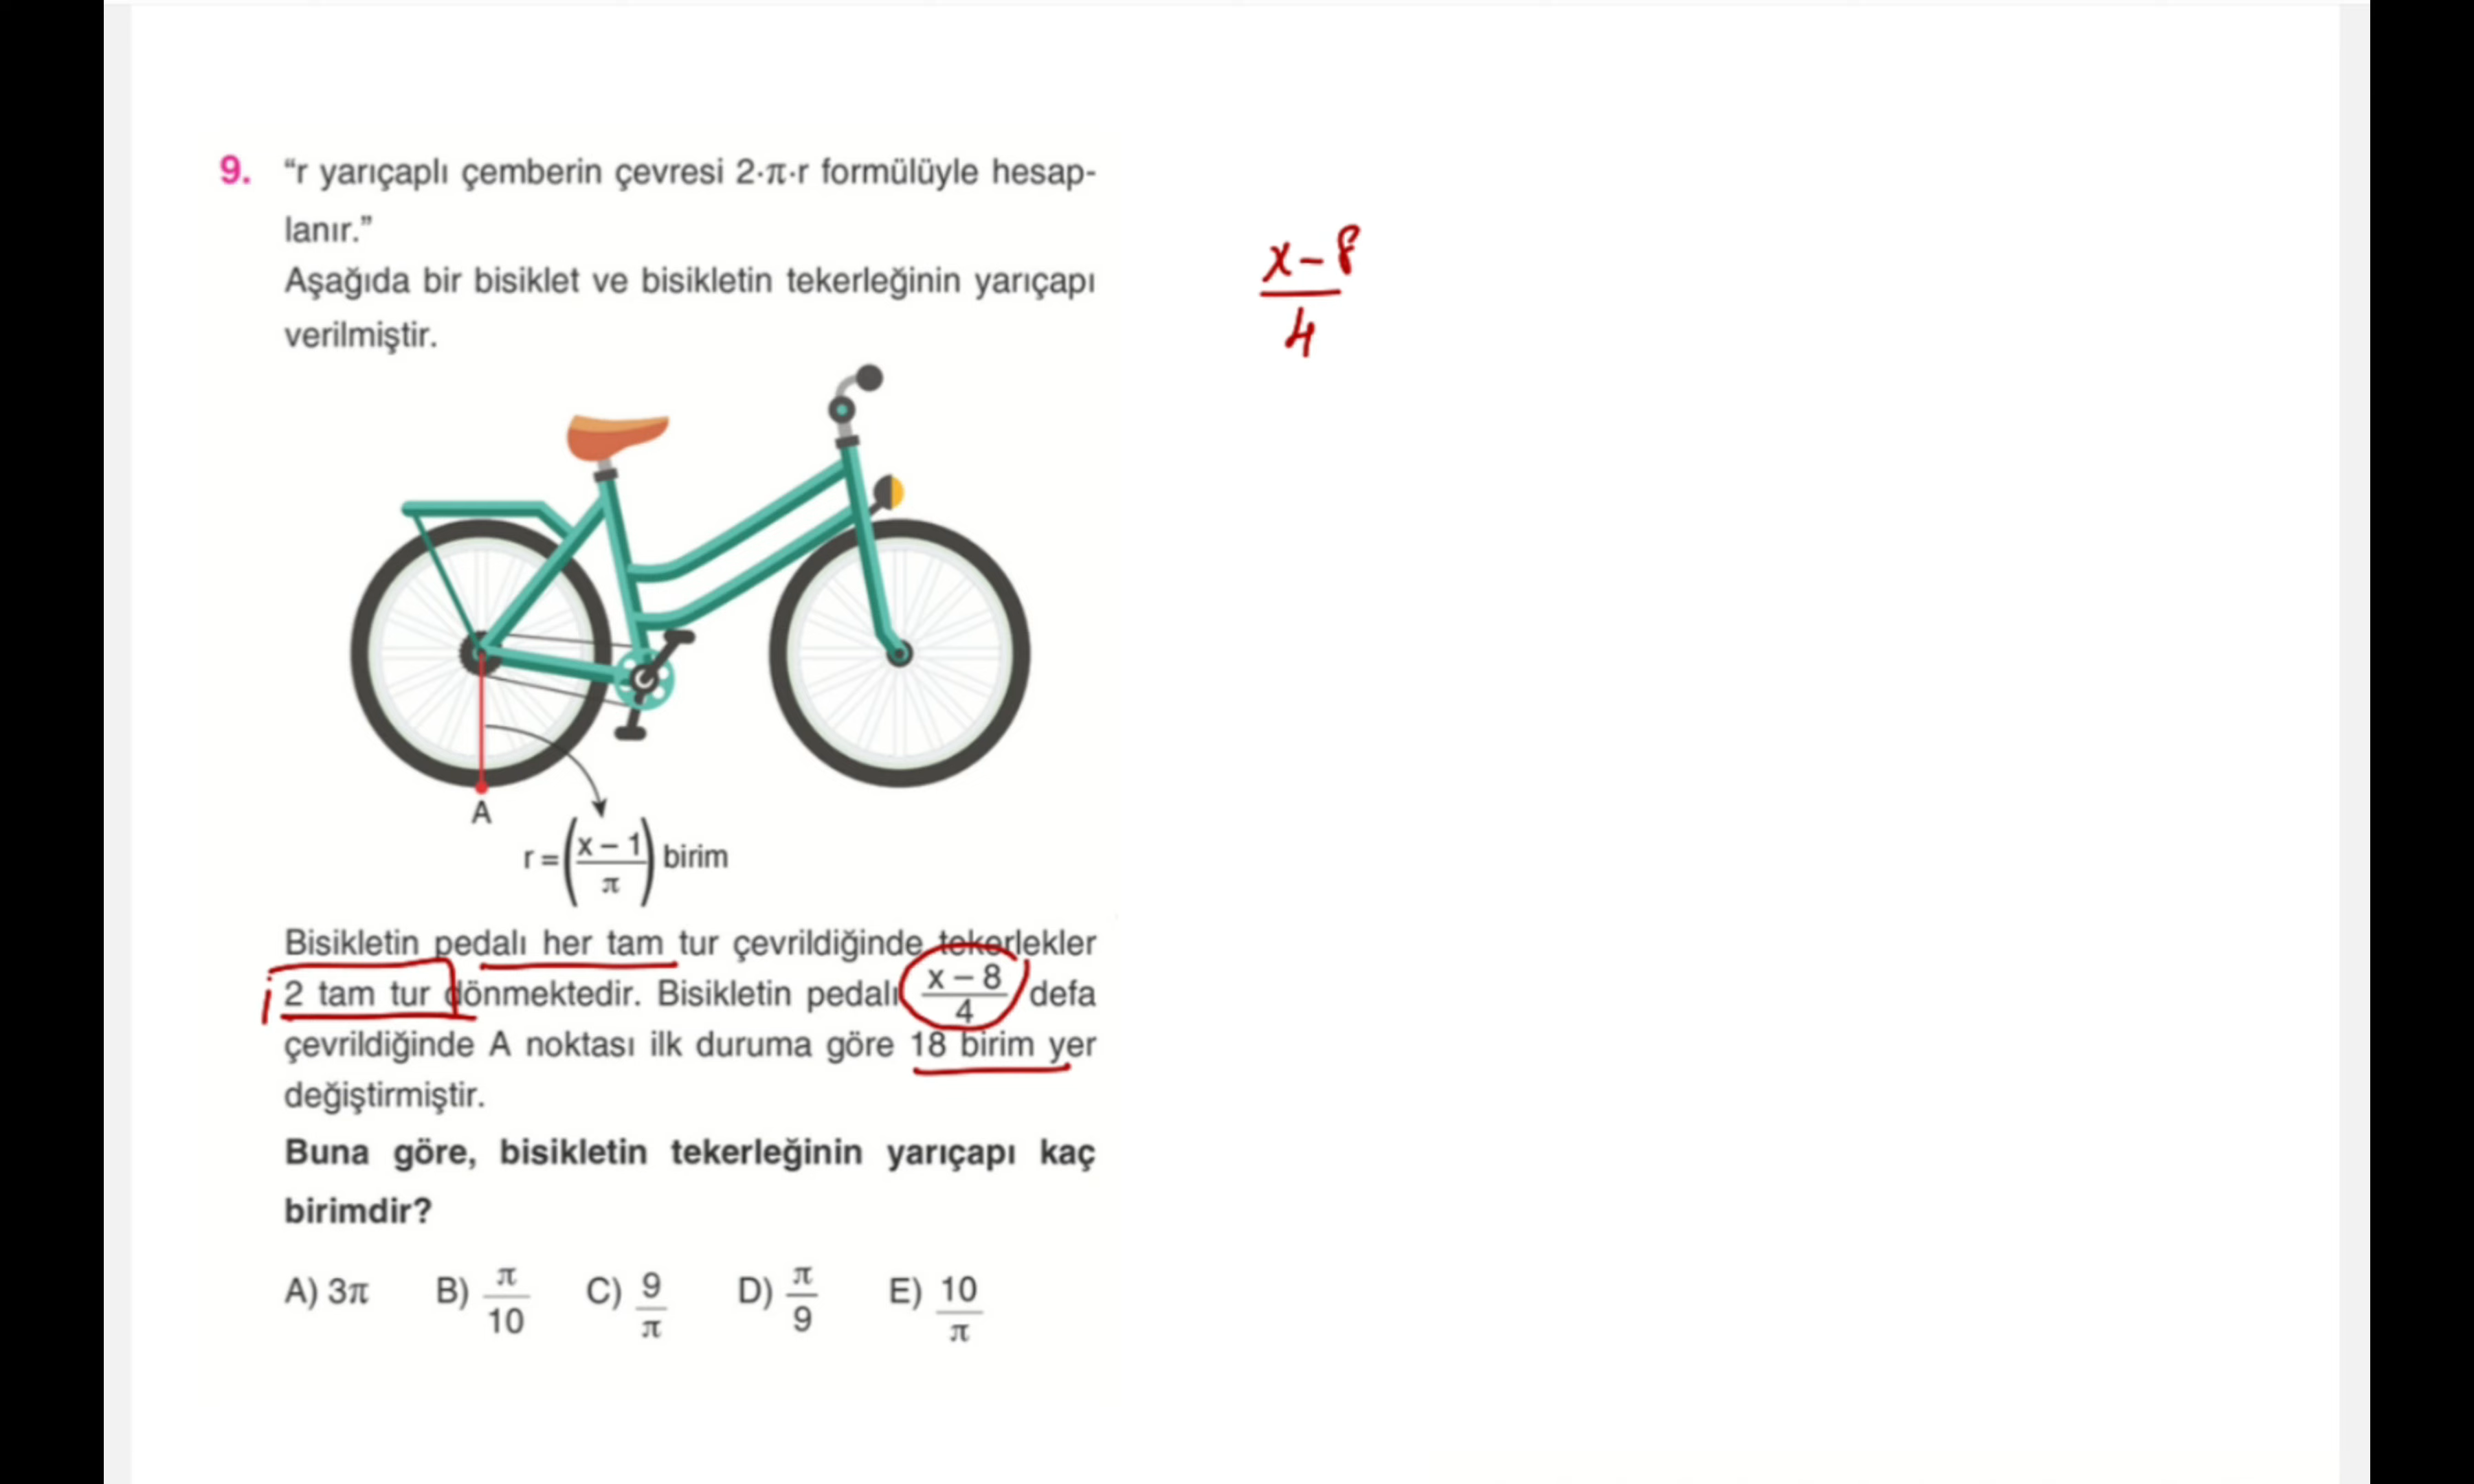 9. “r yarıçaplı çemberin çevresi 2·π·r formülüyle hesap-
lanır.”
Aşağıda bir bisiklet ve bisikletin tekerleğinin yarıçapı
verilmiştir.
x-8
4
A
r = (x – 1 / π) birim
Bisikletin pedalı her tam tur çevrildiğinde tekerlekler
2 tam tur dönmektedir. Bisikletin pedalı x – 8 / 4 defa
çevrildiğinde A noktası ilk duruma göre 18 birim yer
değiştirmiştir.
Buna göre, bisikletin tekerleğinin yarıçapı kaç
birimdir?
A) 3π B) π/10 C) 9/π D) π/9 E) 10/π